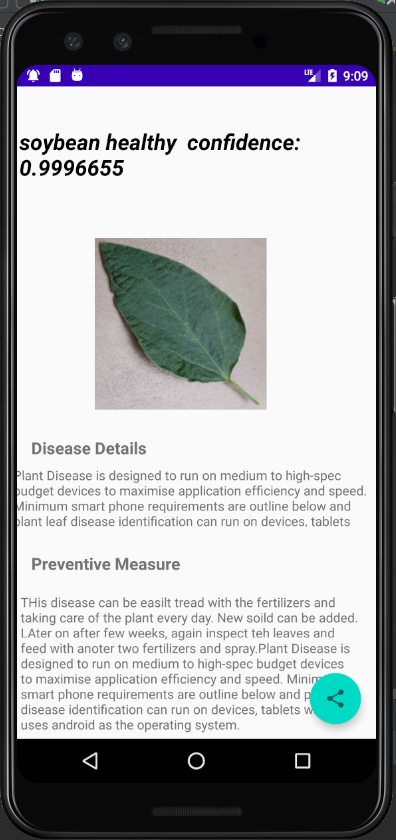 LTE 9:09
soybean healthy confidence:
0.9996655
Disease Details
Plant Disease is designed to run on medium to high-spec
budget devices to maximise application efficiency and speed.
Minimum smart phone requirements are outline below and
plant leaf disease identification can run on devices, tablets
Preventive Measure
THis disease can be easilt tread with the fertilizers and
taking care of the plant every day. New soild can be added.
LAter on after few weeks, again inspect teh leaves and
feed with anoter two fertilizers and spray.Plant Disease is
designed to run on medium to high-spec budget devices
to maximise application efficiency and speed. Minim
smart phone requirements are outline below and p
disease identification can run on devices, tablets w
uses android as the operating system.